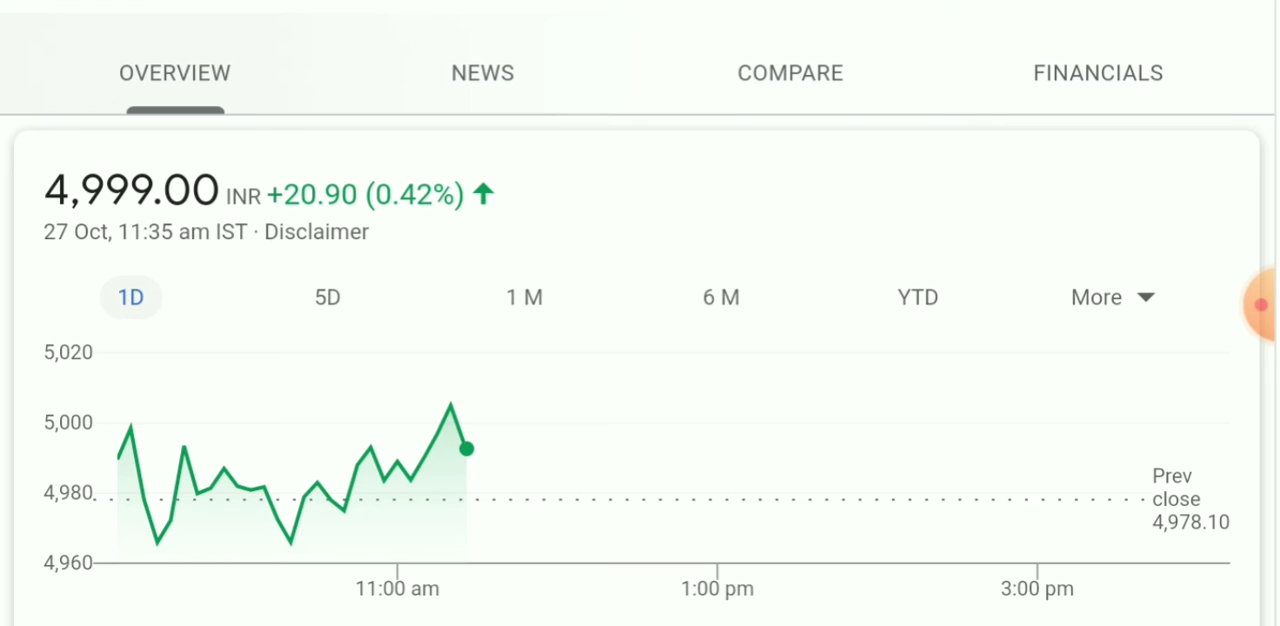 OVERVIEW NEWS COMPARE FINANCIALS
4,999.00 INR +20.90 (0.42%) ↑
27 Oct, 11:35 am IST · Disclaimer
1D 5D 1 M 6 M YTD More
5,020
5,000
4,980
4,960
Prev
close
4,978.10
11:00 am 1:00 pm 3:00 pm